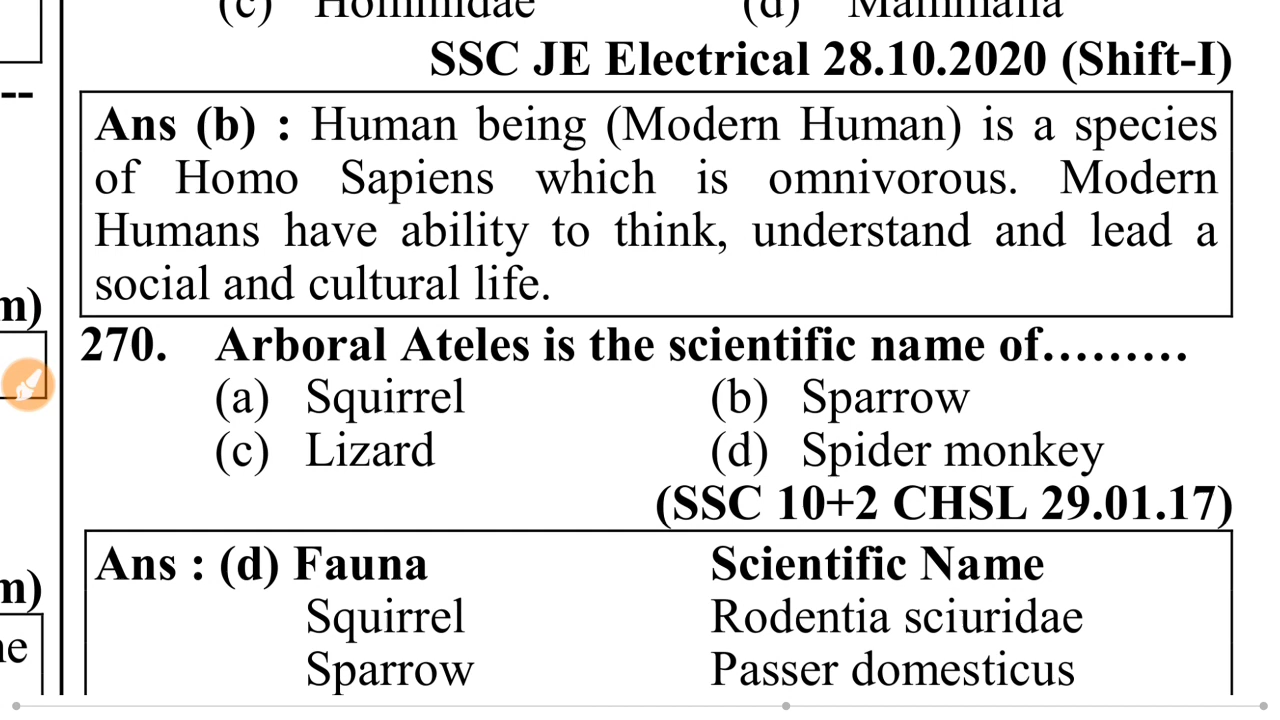 (c) Hominidae (d) Mammalia
SSC JE Electrical 28.10.2020 (Shift-I)
--
Ans (b) : Human being (Modern Human) is a species
of Homo Sapiens which is omnivorous. Modern
Humans have ability to think, understand and lead a
social and cultural life.
m)
270. Arboral Ateles is the scientific name of.........
(a) Squirrel (b) Sparrow
(c) Lizard (d) Spider monkey
(SSC 10+2 CHSL 29.01.17)
Ans : (d) Fauna Scientific Name
m)
Squirrel Rodentia sciuridae
Sparrow Passer domesticus